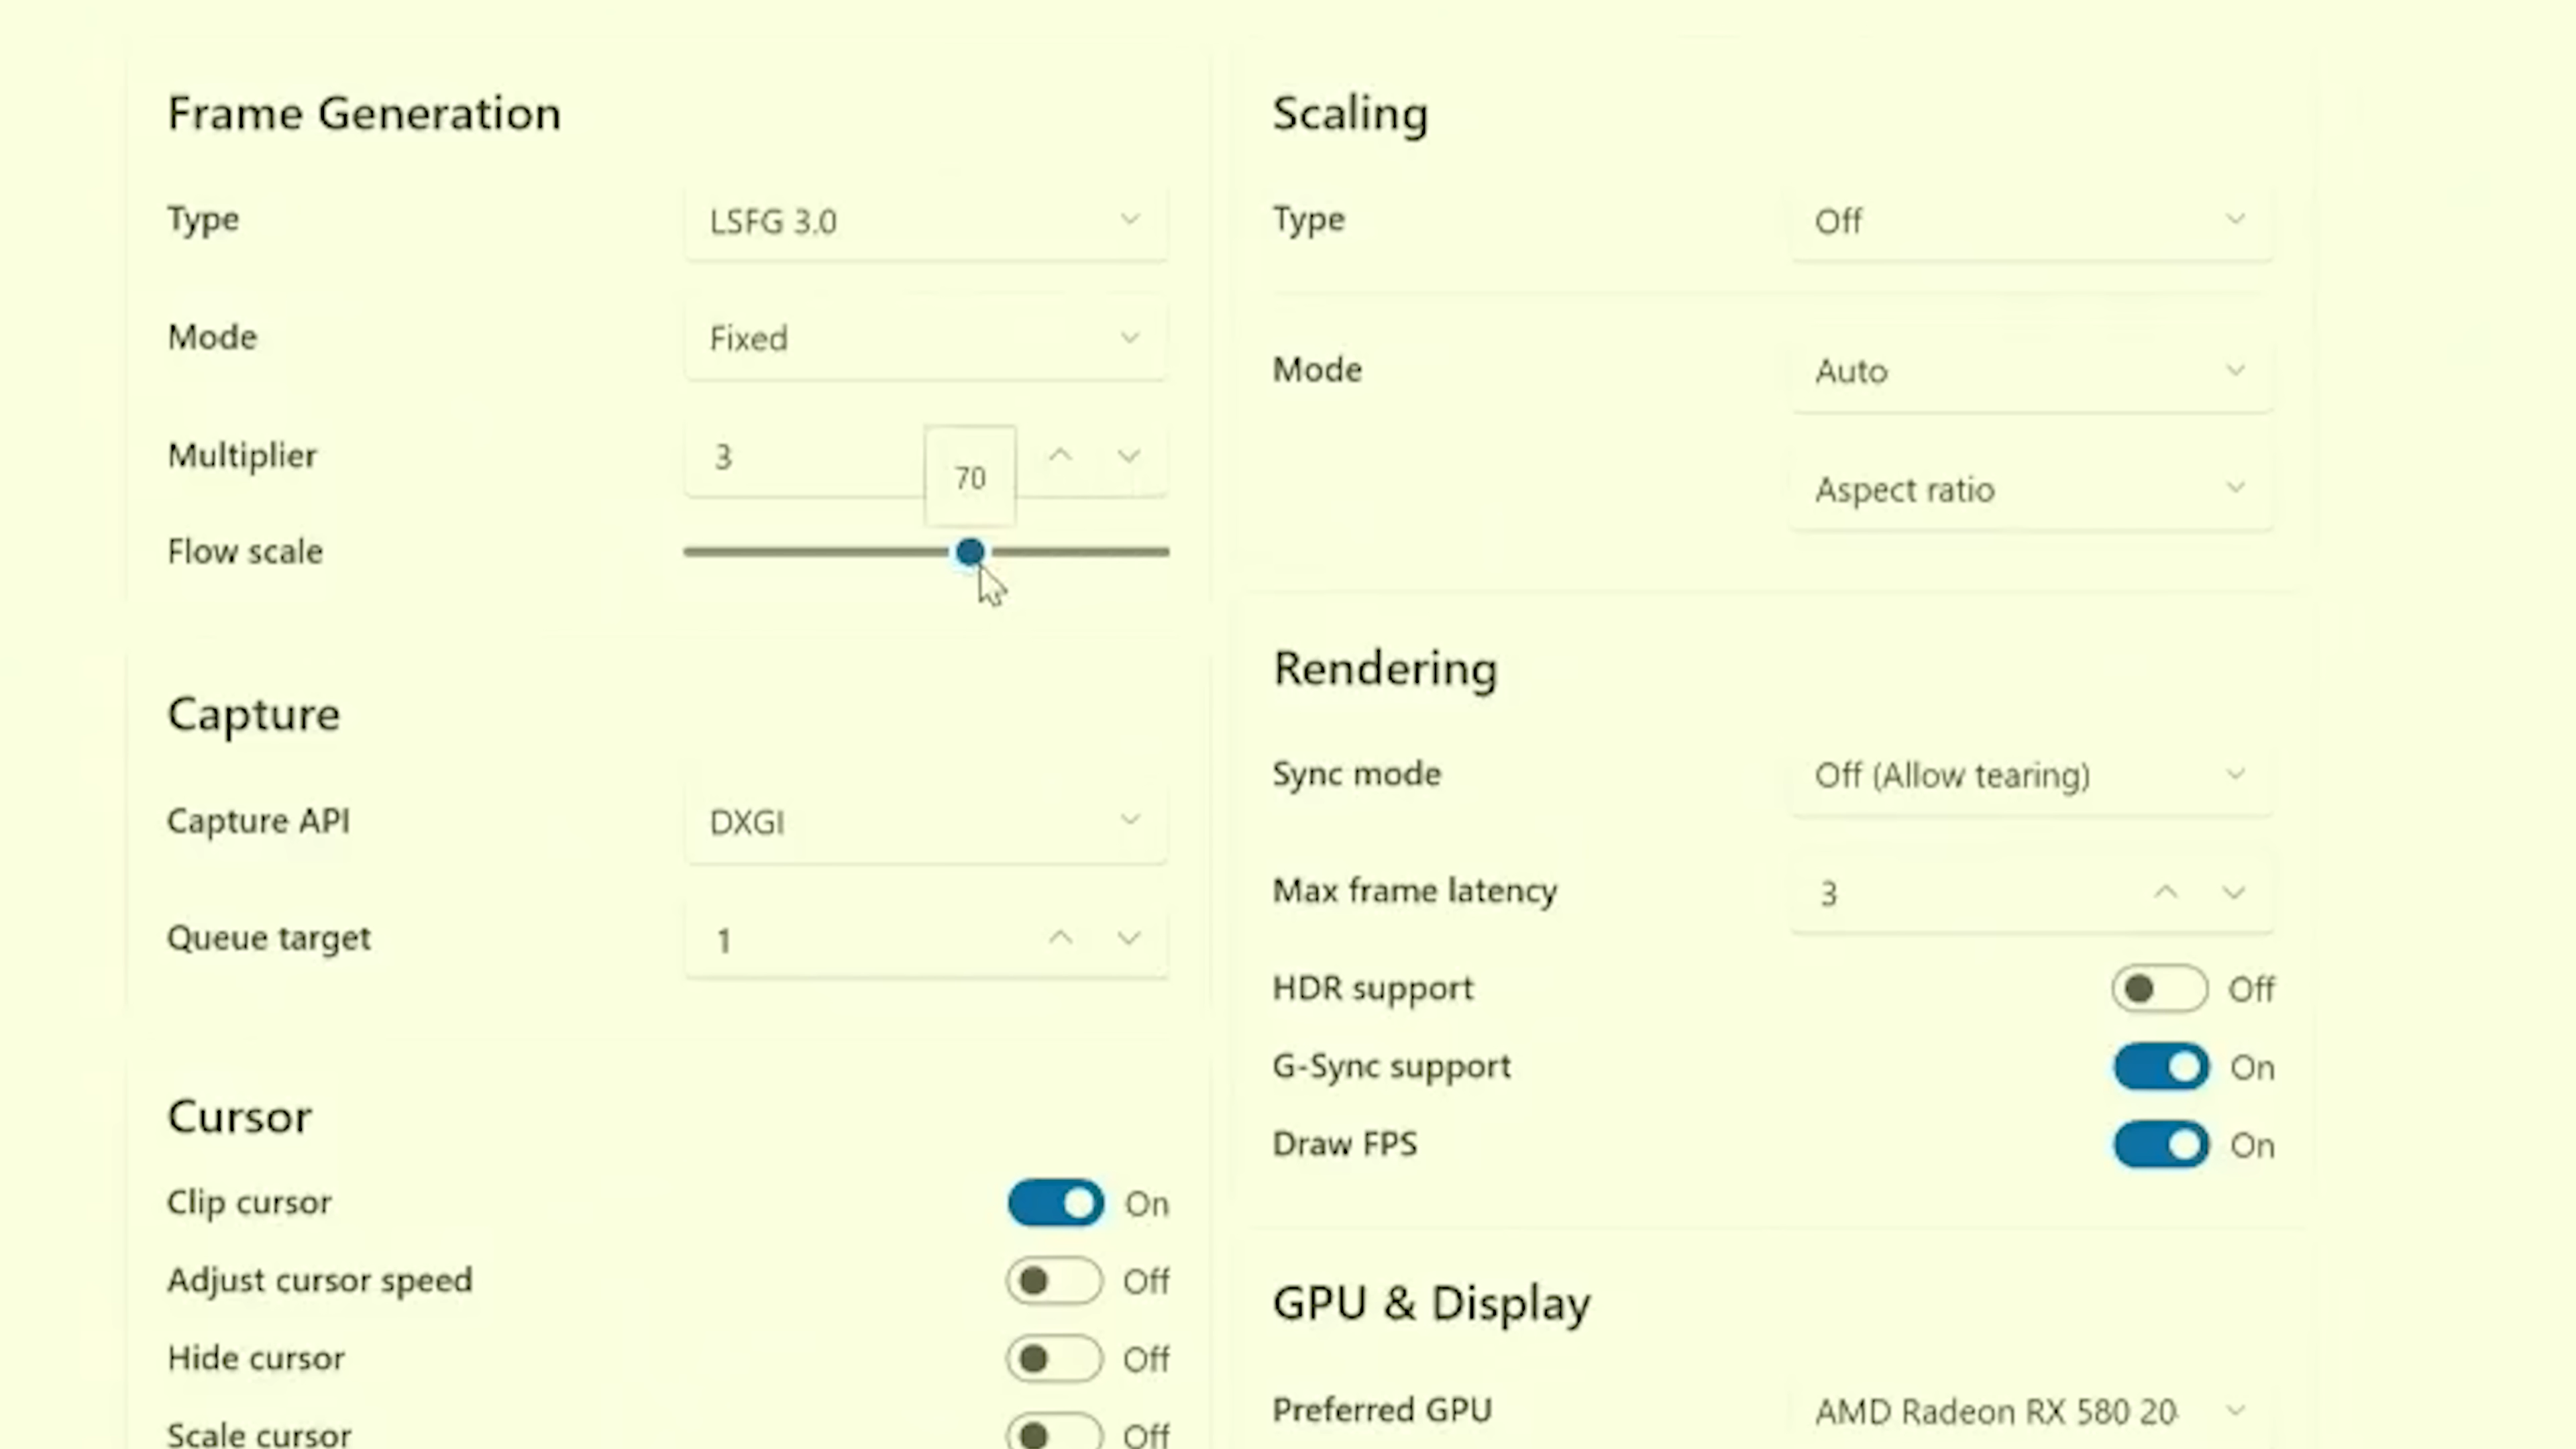 Frame Generation
Type
LSFG 3.0
Mode
Fixed
Multiplier
3
70
Flow scale
Capture
Capture API
DXGI
Queue target
1
Cursor
Clip cursor
On
Adjust cursor speed
Off
Hide cursor
Off
Scale cursor
Off
Scaling
Type
Off
Mode
Auto
Aspect ratio
Rendering
Sync mode
Off (Allow tearing)
Max frame latency
3
HDR support
Off
G-Sync support
On
Draw FPS
On
GPU & Display
Preferred GPU
AMD Radeon RX 580 20